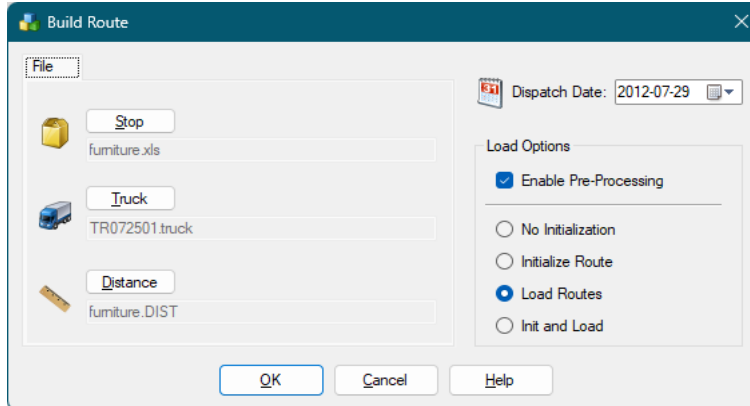 Build Route
File
Stop
furniture.xls
Truck
TR072501.truck
Distance
furniture.DIST
31
Dispatch Date: 2012-07-29
Load Options
Enable Pre-Processing
No Initialization
Initialize Route
Load Routes
Init and Load
OK Cancel Help